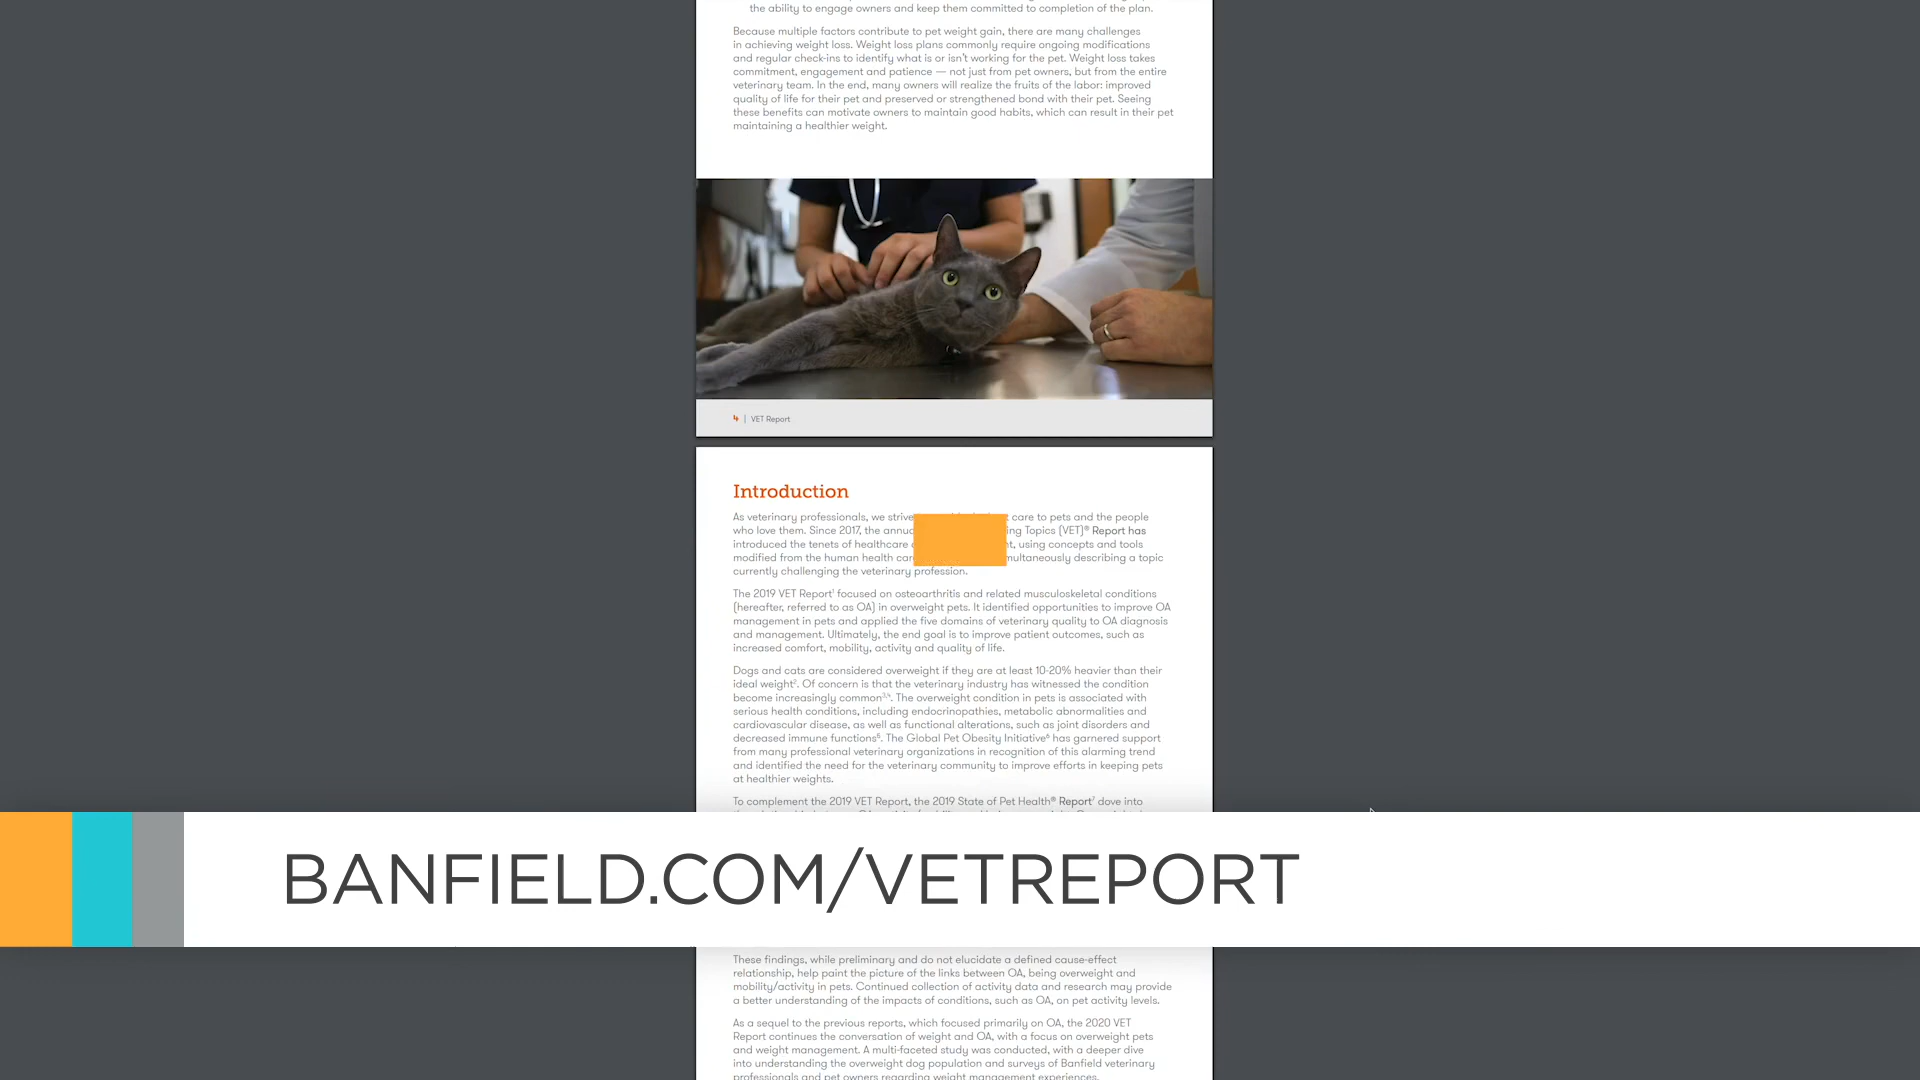 the ability to engage owners and keep them committed to completion of the plan.
Because multiple factors contribute to pet weight gain, there are many challenges
in achieving weight loss. Weight loss plans commonly require ongoing modifications
and regular check-ins to identify what is or isn't working for the pet. Weight loss takes
commitment, engagement and patience — not just from pet owners, but from the entire
veterinary team. In the end, many owners will realize the fruits of the labor: improved
quality of life for their pet and preserved or strengthened bond with their pet. Seeing
these benefits can motivate owners to maintain good habits, which can result in their pet
maintaining a healthier weight.
4 | VET Report
Introduction
As veterinary professionals, we strive care to pets and the people
who love them. Since 2017, the Topics (VET)® Report has
introduced the tenets of healthcare using concepts and tools
modified from the human health describing a topic
currently challenging the veterinary profession.
The 2019 VET Report¹ focused on osteoarthritis and related musculoskeletal conditions
(hereafter, referred to as OA) in overweight pets. It identified opportunities to improve OA
management in pets and applied the five domains of veterinary quality to OA diagnosis
and management. Ultimately, the end goal is to improve patient outcomes, such as
increased comfort, mobility, activity and quality of life.
Dogs and cats are considered overweight if they are at least 10-20% heavier than their
ideal weight². Of concern is that the veterinary industry has witnessed the condition
become increasingly common³,⁴. The overweight condition in pets is associated with
serious health conditions, including endocrinopathies, metabolic abnormalities and
cardiovascular disease, as well as functional alterations, such as joint disorders and
decreased immune functions⁵. The Global Pet Obesity Initiative⁶ has garnered support
from many professional veterinary organizations in recognition of this alarming trend
and identified the need for the veterinary community to improve efforts in keeping pets
at healthier weights.
To complement the 2019 VET Report, the 2019 State of Pet Health® Report⁷ dove into
BANFIELD.COM/VETREPORT
These findings, while preliminary and do not elucidate a defined cause-effect
relationship, help paint the picture of the links between OA, being overweight and
mobility/activity in pets. Continued collection of activity data and research may provide
a better understanding of the impacts of conditions, such as OA, on pet activity levels.
As a sequel to the previous reports, which focused primarily on OA, the 2020 VET
Report continues the conversation of weight and OA, with a focus on overweight pets
and weight management. A multi-faceted study was conducted, with a deeper dive
into understanding the overweight dog population and surveys of Banfield veterinary
professionals and pet owners regarding weight management experiences.